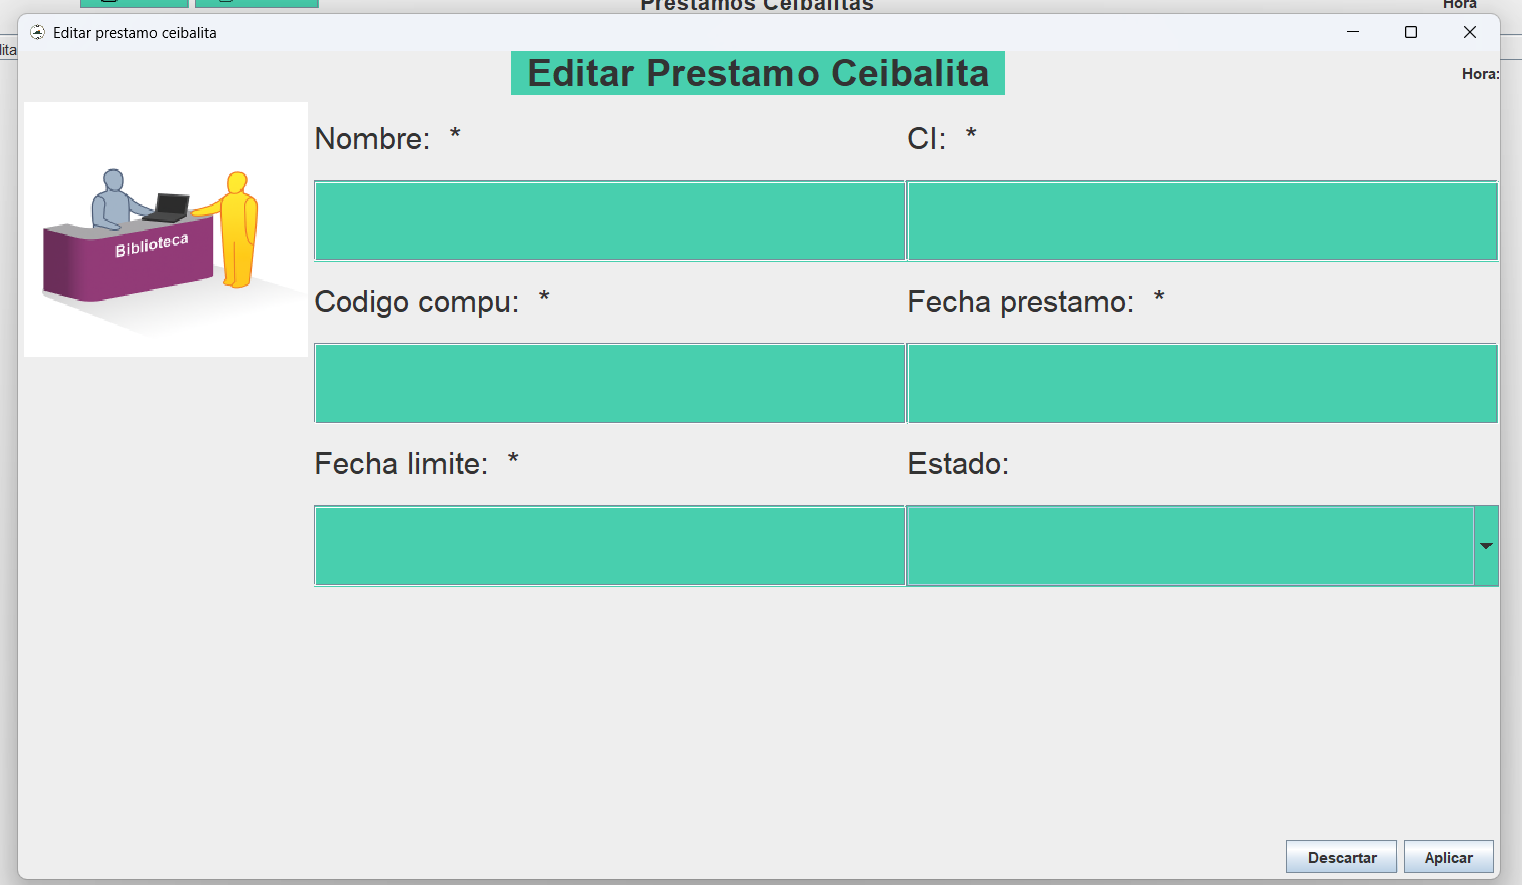 Prestamos Ceibalitas
Hora
Editar prestamo ceibalita
lita
Editar Prestamo Ceibalita
Hora:
Nombre: *
CI: *
Biblioteca
Codigo compu: *
Fecha prestamo: *
Fecha limite: *
Estado:
Descartar
Aplicar